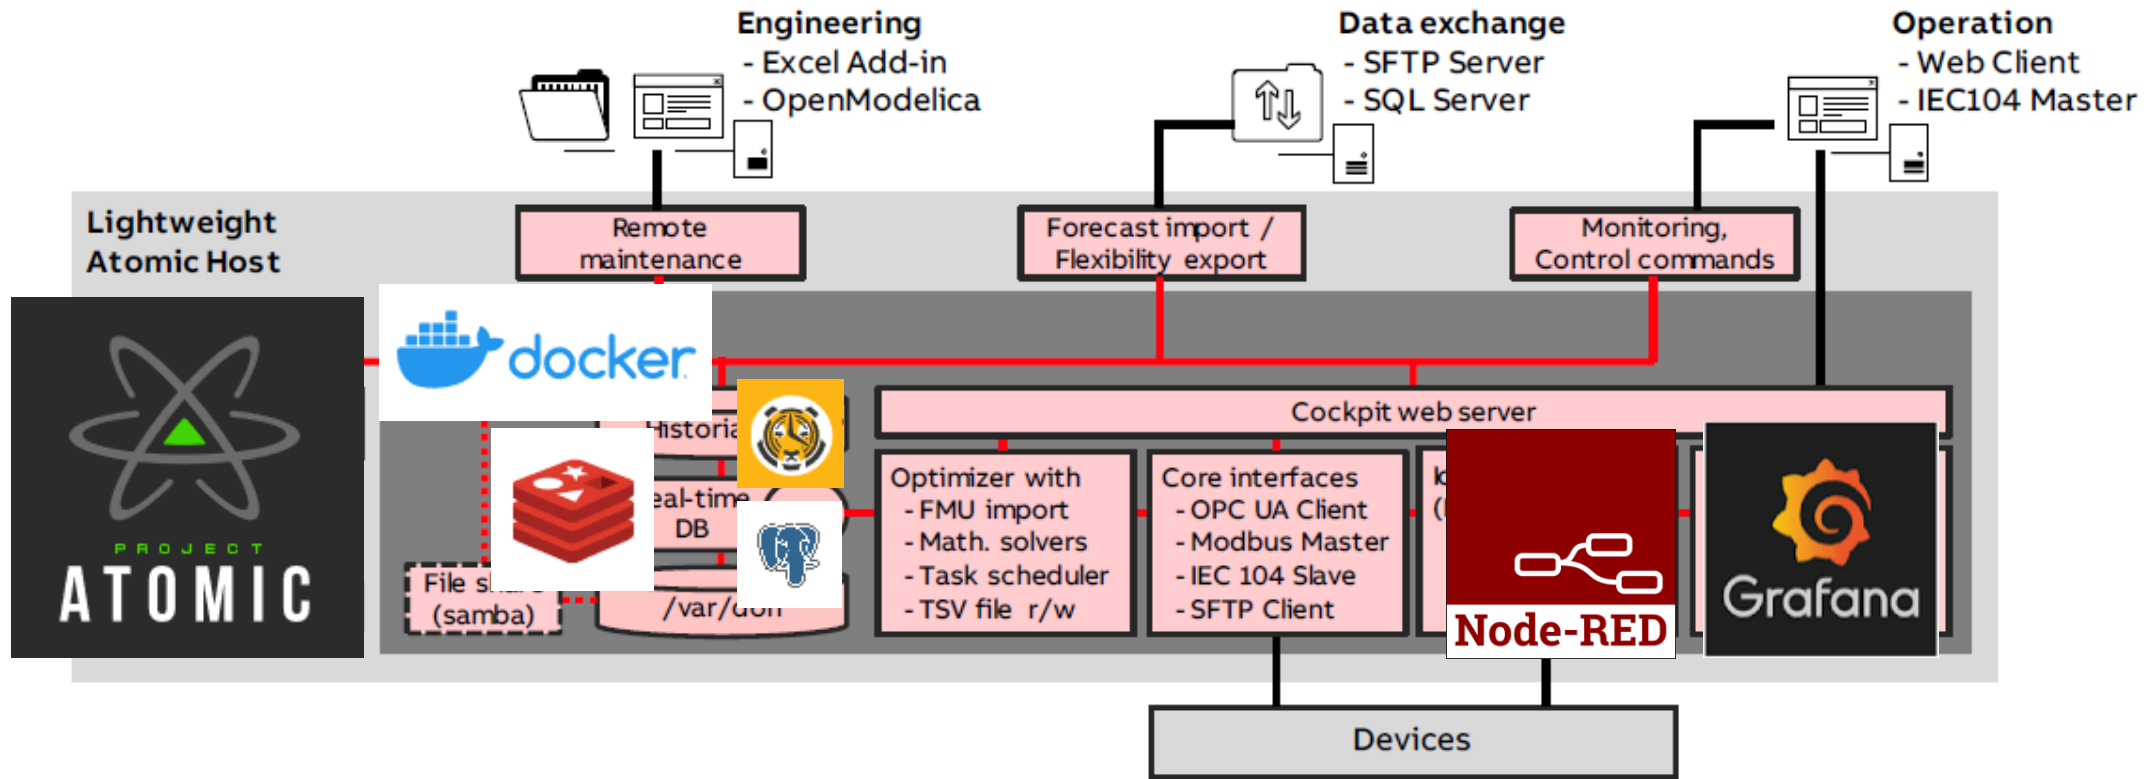 Engineering
- Excel Add-in
- OpenModelica
Data exchange
- SFTP Server
- SQL Server
Operation
- Web Client
- IEC104 Master
Lightweight
Atomic Host
Remote
maintenance
Forecast import /
Flexibility export
Monitoring,
Control commands
PROJECT
ATOMIC
docker
Cockpit web server
DB
File
(samba)
Optimizer with
- FMU import
- Math. solvers
- Task scheduler
- TSV file r/w
Core interfaces
- OPC UA Client
- Modbus Master
- IEC 104 Slave
- SFTP Client
Node-RED
Grafana
Devices